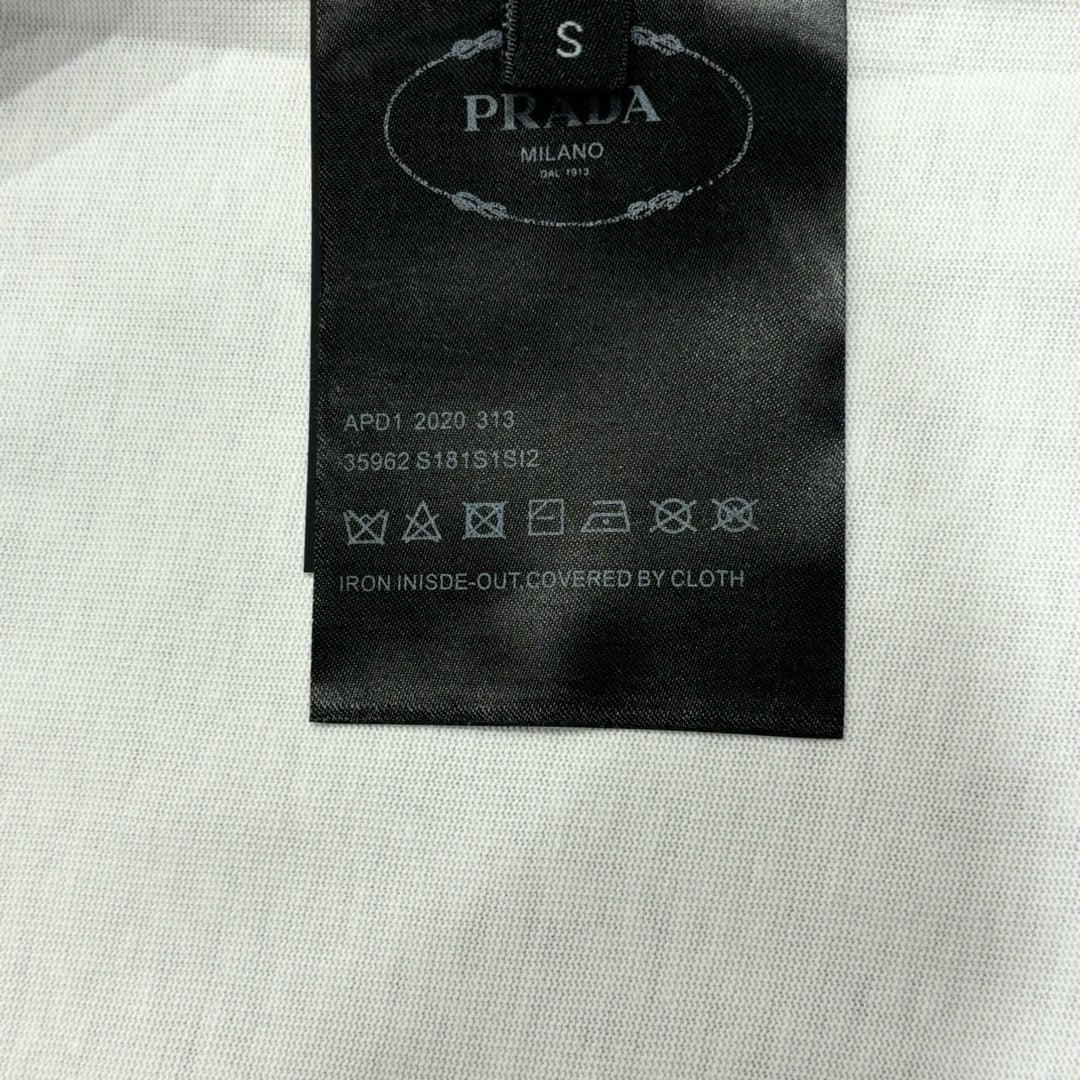 S
PRADA
MILANO
DAL 1913
APD1 2020 313
35962 S181S1SI2
IRON INISDE-OUT,COVERED BY CLOTH